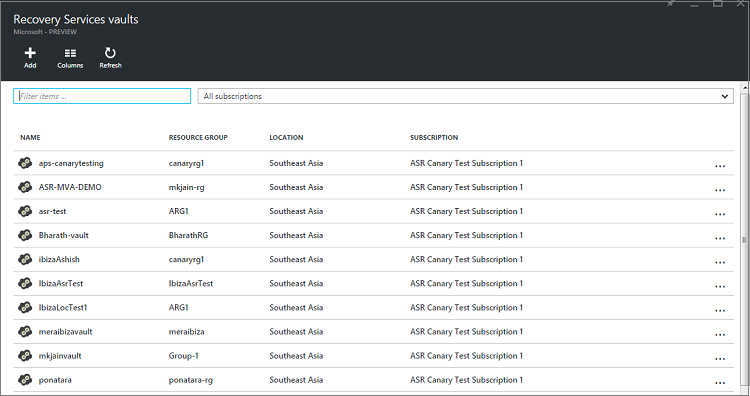 Recovery Services vaults
Microsoft - PREVIEW
Add Columns Refresh
Filter items ... All subscriptions
NAME RESOURCE GROUP LOCATION SUBSCRIPTION
aps-canarytesting canaryrg1 Southeast Asia ASR Canary Test Subscription 1 ...
ASR-MVA-DEMO mkjain-rg Southeast Asia ASR Canary Test Subscription 1 ...
asr-test ARG1 Southeast Asia ASR Canary Test Subscription 1 ...
Bharath-vault BharathRG Southeast Asia ASR Canary Test Subscription 1 ...
ibizaAshish canaryrg1 Southeast Asia ASR Canary Test Subscription 1 ...
IbizaAsrTest IbizaAsrTest Southeast Asia ASR Canary Test Subscription 1 ...
IbizaLocTest1 ARG1 Southeast Asia ASR Canary Test Subscription 1 ...
meraibizavault meraibiza Southeast Asia ASR Canary Test Subscription 1 ...
mkjainvault Group-1 Southeast Asia ASR Canary Test Subscription 1 ...
ponatara ponatara-rg Southeast Asia ASR Canary Test Subscription 1 ...